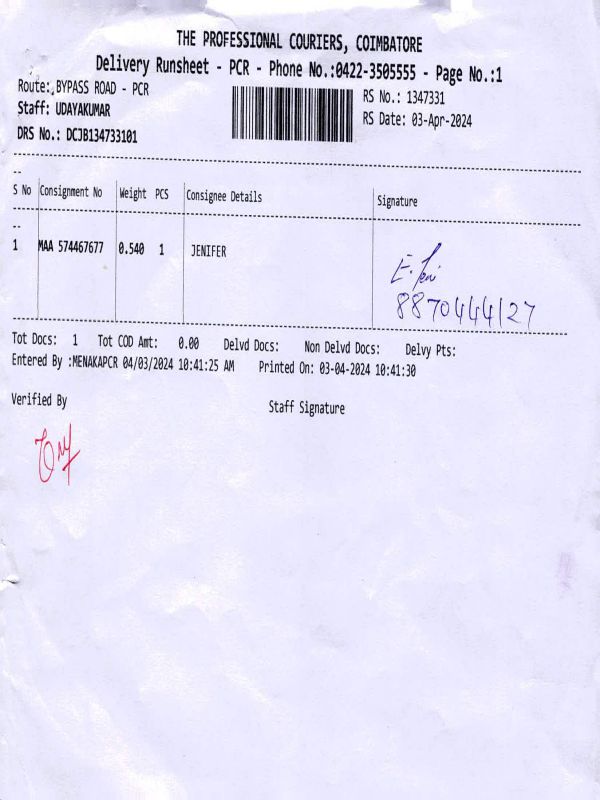 THE PROFESSIONAL COURIERS, COIMBATORE
Delivery Runsheet - PCR - Phone No.:0422-3505555 - Page No.:1
Route: BYPASS ROAD - PCR
Staff: UDAYAKUMAR
DRS No.: DCJB134733101
RS No.: 1347331
RS Date: 03-Apr-2024
S No Consignment No Weight PCS Consignee Details Signature
1 MAA 574467677 0.540 1 JENIFER
E. Jeni
8870444127
Tot Docs: 1 Tot COD Amt: 0.00 Delvd Docs: Non Delvd Docs: Delvy Pts:
Entered By :MENAKAPCR 04/03/2024 10:41:25 AM Printed On: 03-04-2024 10:41:30
Verified By Staff Signature